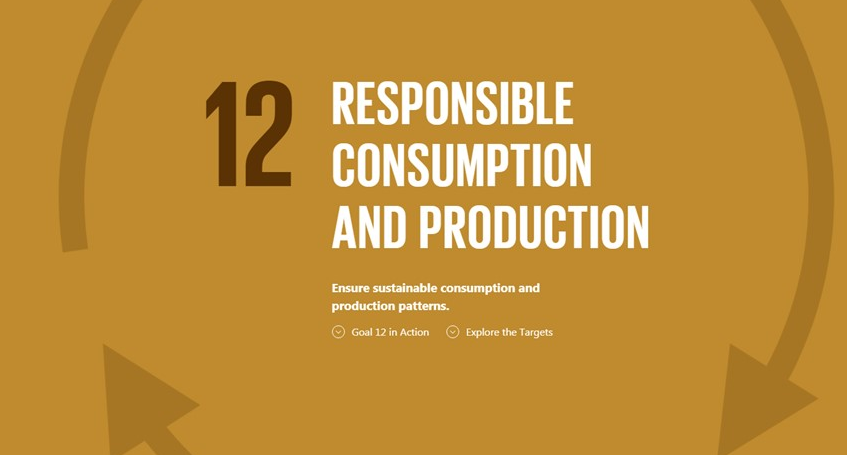 12
RESPONSIBLE
CONSUMPTION
AND PRODUCTION
Ensure sustainable consumption and
production patterns.
Goal 12 in Action Explore the Targets